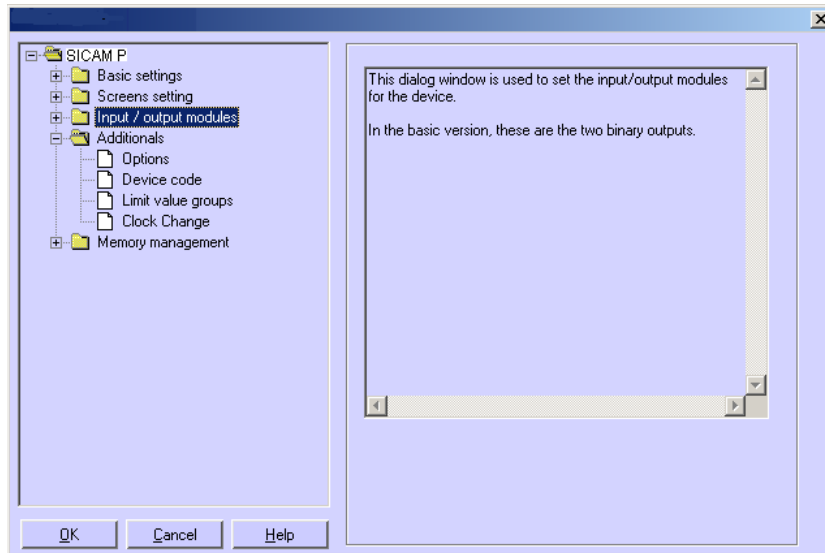 SICAM P
Basic settings
Screens setting
Input / output modules
Additionals
Options
Device code
Limit value groups
Clock Change
Memory management
This dialog window is used to set the input/output modules
for the device.
In the basic version, these are the two binary outputs.
OK
Cancel
Help